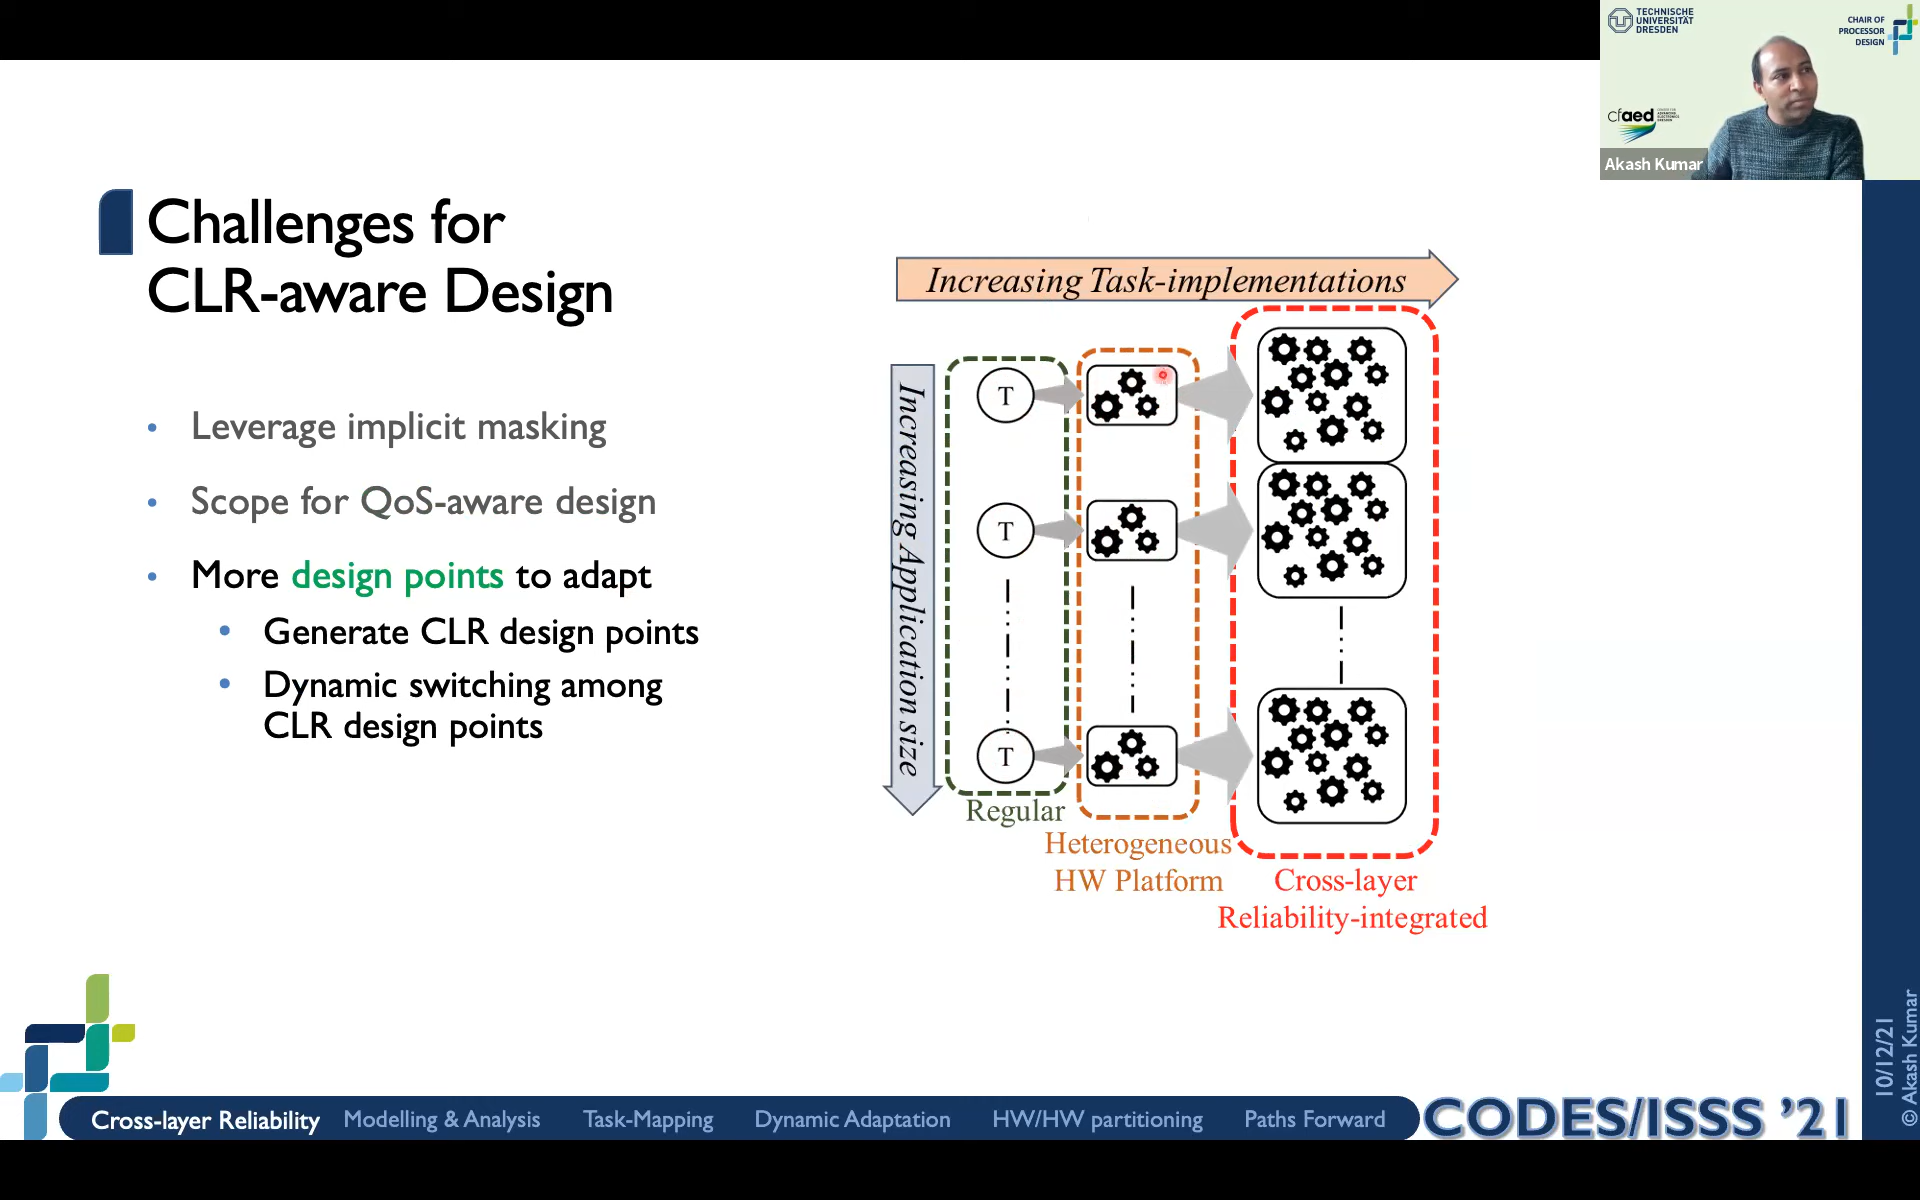 TECHNISCHE
UNIVERSITÄT
DRESDEN
CHAIR OF
PROCESSOR
DESIGN
cfaed
Akash Kumar
Challenges for
CLR-aware Design
• Leverage implicit masking
• Scope for QoS-aware design
• More design points to adapt
• Generate CLR design points
• Dynamic switching among
CLR design points
Increasing Task-implementations
Increasing Application size
T
T
T
Regular
Heterogeneous
HW Platform
Cross-layer
Reliability-integrated
10/12/21
© Akash Kumar
Cross-layer Reliability Modelling & Analysis Task-Mapping Dynamic Adaptation HW/HW partitioning Paths Forward
CODES/ISSS '21